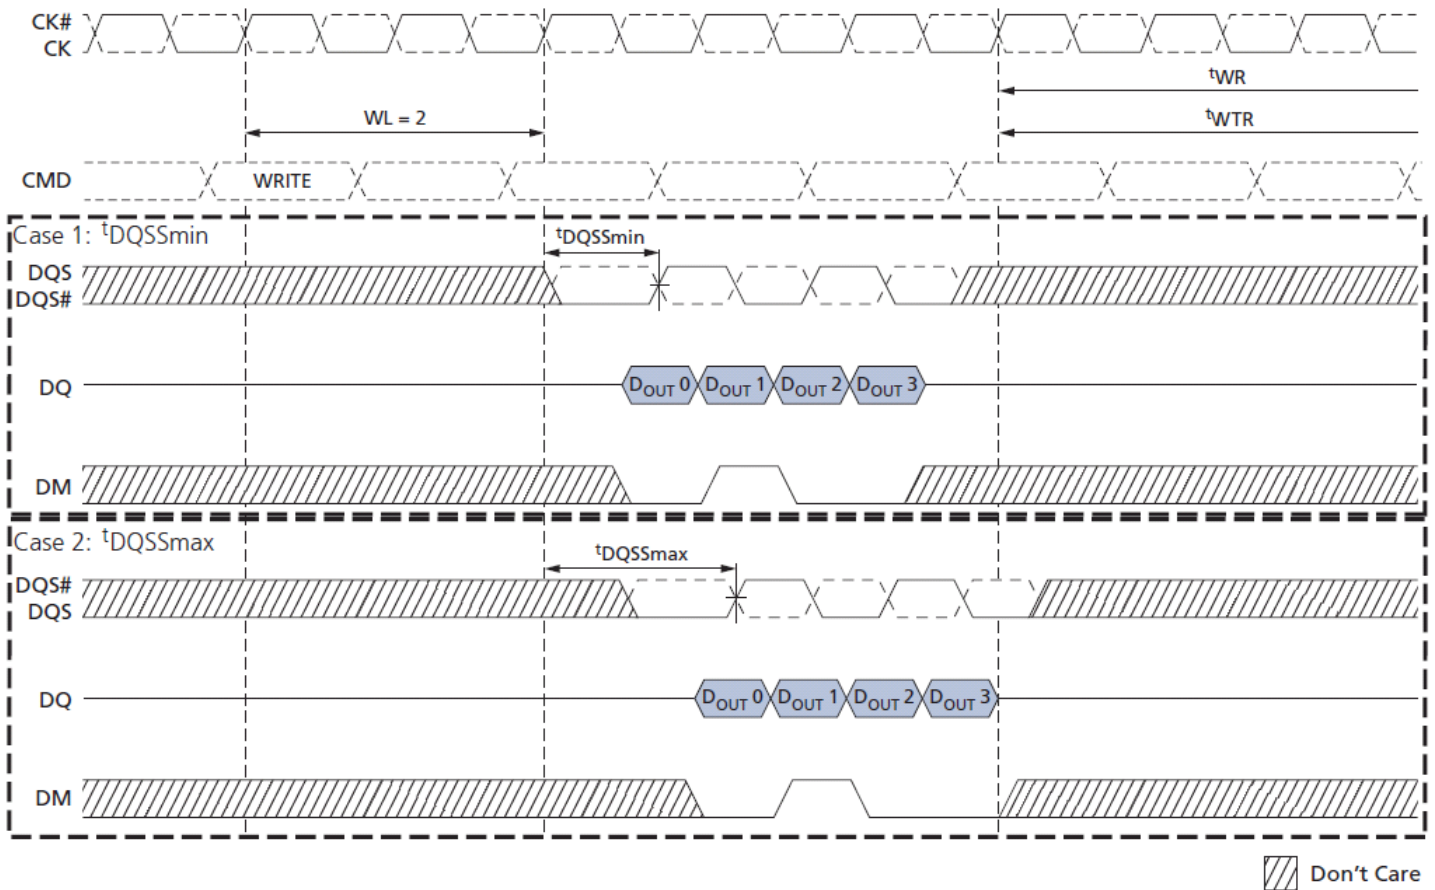 CK#
CK
tWR
WL = 2
tWTR
CMD
WRITE
Case 1: tDQSSmin
tDQSSmin
DQS
DQS#
DQ
DOUT 0 DOUT 1 DOUT 2 DOUT 3
DM
Case 2: tDQSSmax
tDQSSmax
DQS#
DQS
DQ
DOUT 0 DOUT 1 DOUT 2 DOUT 3
DM
Don't Care